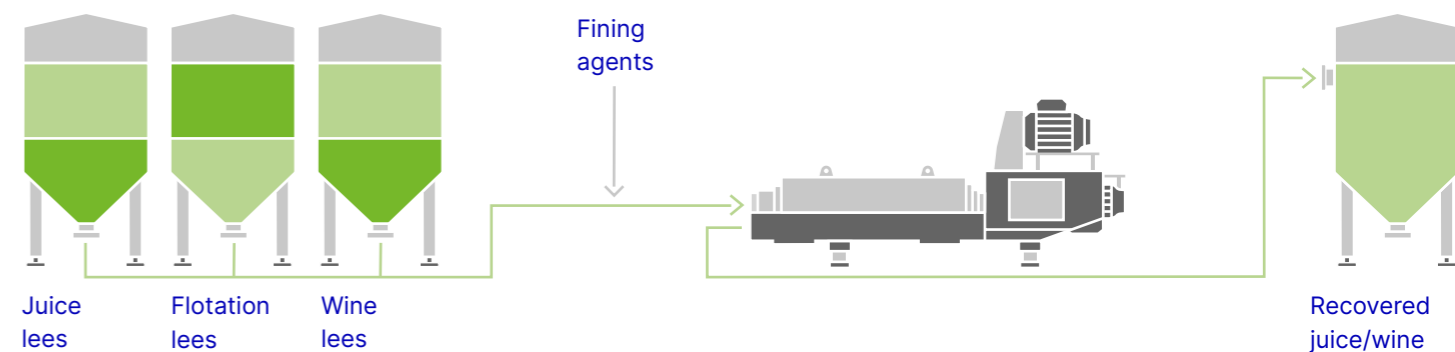 Fining
agents
Juice
lees
Flotation
lees
Wine
lees
Recovered
juice/wine